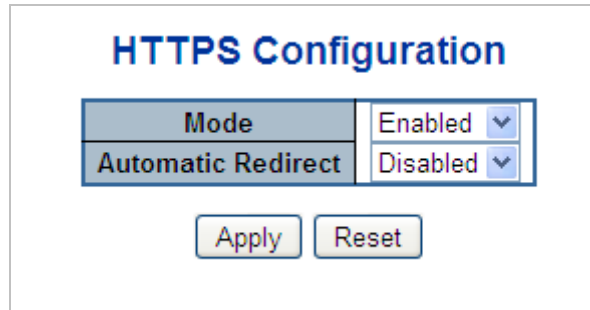 HTTPS Configuration
Mode Enabled
Automatic Redirect Disabled
Apply Reset